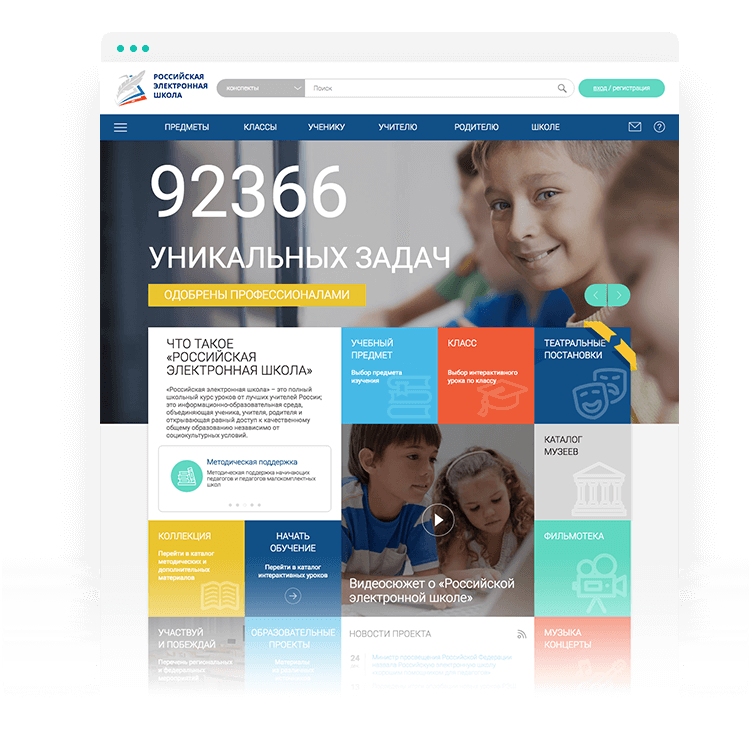 РОССИЙСКАЯ
ЭЛЕКТРОННАЯ
ШКОЛА
конспекты
Поиск
вход / регистрация
ПРЕДМЕТЫ
КЛАССЫ
УЧЕНИКУ
УЧИТЕЛЮ
РОДИТЕЛЮ
ШКОЛЕ
92366
УНИКАЛЬНЫХ ЗАДАЧ
ОДОБРЕНЫ ПРОФЕССИОНАЛАМИ
ЧТО ТАКОЕ
«РОССИЙСКАЯ
ЭЛЕКТРОННАЯ ШКОЛА»
«Российская электронная школа» – это полный
школьный курс уроков от лучших учителей России;
это информационно-образовательная среда,
объединяющая ученика, учителя, родителя и
открывающая равный доступ к качественному
общему образованию независимо от
социокультурных условий.
Методическая поддержка
Методическая поддержка начинающих
педагогов и педагогов малокомплектных
школ
УЧЕБНЫЙ
ПРЕДМЕТ
Выбор предмета
изучения
КЛАСС
Выбор интерактивного
урока по классу
ТЕАТРАЛЬНЫЕ
ПОСТАНОВКИ
КАТАЛОГ
МУЗЕЕВ
КОЛЛЕКЦИЯ
Перейти в каталог
методических и
дополнительных
материалов
НАЧАТЬ
ОБУЧЕНИЕ
Перейти в каталог
интерактивных уроков
Видеосюжет о «Российской
электронной школе»
ФИЛЬМОТЕКА
УЧАСТВУЙ
И ПОБЕЖДАЙ
Перечень региональных
и федеральных
мероприятий
ОБРАЗОВАТЕЛЬНЫЕ
ПРОЕКТЫ
Материалы
НОВОСТИ ПРОЕКТА
24
Министр просвещения Российской Федерации
МУЗЫКА
КОНЦЕРТЫ